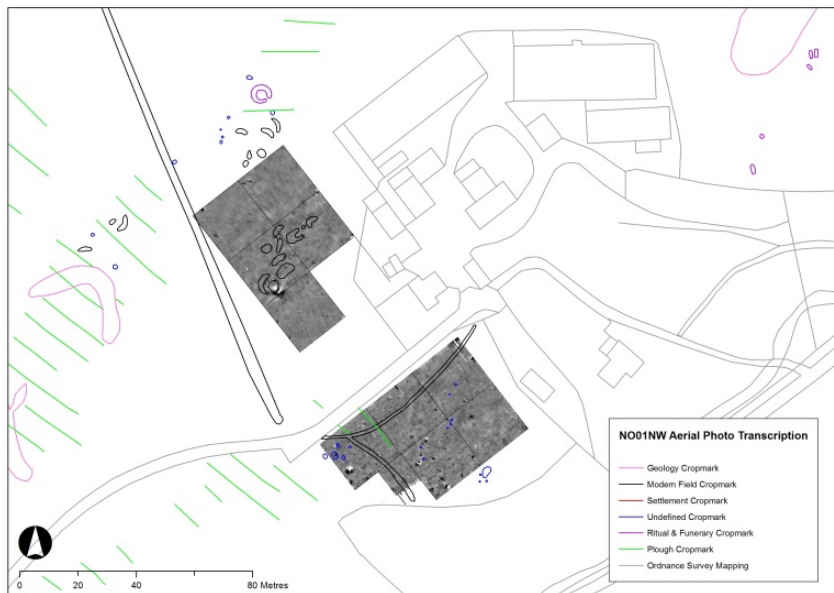 NO01NW Aerial Photo Transcription
Geology Cropmark
Modern Field Cropmark
Settlement Cropmark
Undefined Cropmark
Ritual & Funerary Cropmark
Plough Cropmark
Ordnance Survey Mapping
0 20 40 80 Metres